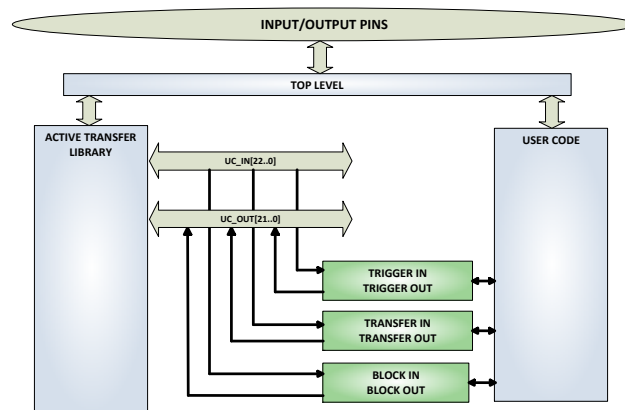 INPUT/OUTPUT PINS
TOP LEVEL
ACTIVE TRANSFER
LIBRARY
USER CODE
UC_IN[22..0]
UC_OUT[21..0]
TRIGGER IN
TRIGGER OUT
TRANSFER IN
TRANSFER OUT
BLOCK IN
BLOCK OUT